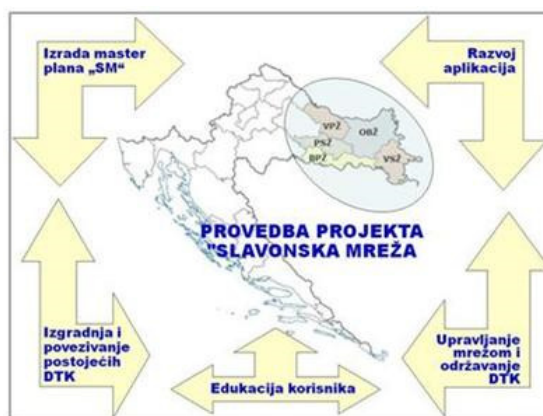 Izrada master
plana „SM“
Razvoj
aplikacija
VPŽ
OBŽ
PSŽ
BPŽ
VSŽ
PROVEDBA PROJEKTA
"SLAVONSKA MREŽA
Izgradnja i
povezivanje
postojećih
DTK
Edukacija korisnika
Upravljanje
mrežom i
održavanje
DTK